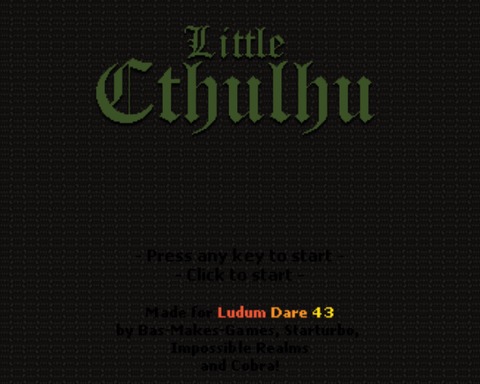 Little
Cthulhu
- Press any key to start -
- Click to start -
Made for Ludum Dare 43
by Bas-Makes-Games, Starturbo,
Impossible Realms
and Cobra!